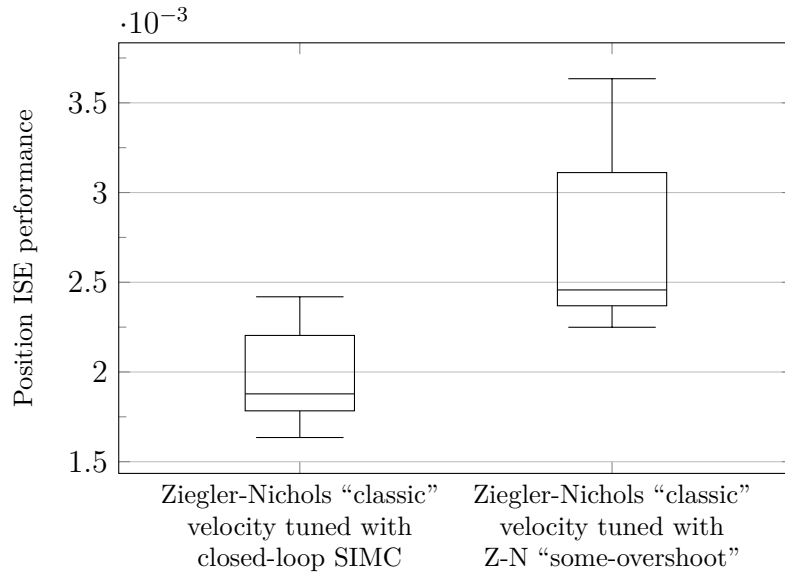 ·10⁻³
3.5
3
2.5
2
1.5
Position ISE performance
Ziegler-Nichols “classic”
velocity tuned with
closed-loop SIMC
Ziegler-Nichols “classic”
velocity tuned with
Z-N “some-overshoot”